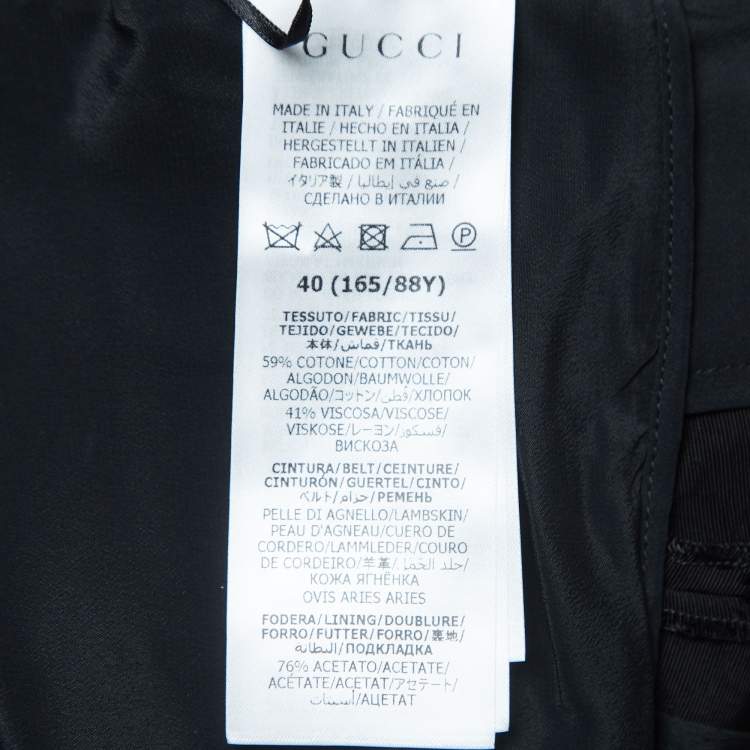 GUCCI
MADE IN ITALY / FABRIQUÉ EN
ITALIE / HECHO EN ITALIA /
HERGESTELLT IN ITALIEN /
FABRICADO EM ITÁLIA /
イタリア製 / صنع في إيطاليا /
СДЕЛАНО В ИТАЛИИ
P
40 (165/88Y)
TESSUTO/FABRIC/TISSU/
TEJIDO/GEWEBE/TECIDO/
本体/قماش/ТКАНЬ
59% COTONE/COTTON/COTON/
ALGODON/BAUMWOLLE/
ALGODÃO/コットン/قطن/ХЛОПОК
41% VISCOSA/VISCOSE/
VISKOSE/レーヨン/فسكوز/
ВИСКОЗА
CINTURA/BELT/CEINTURE/
CINTURÓN/GUERTEL/CINTO/
ベルト/حزام/РЕМЕНЬ
PELLE DI AGNELLO/LAMBSKIN/
PEAU D'AGNEAU/CUERO DE
CORDERO/LAMMLEDER/COURO
DE CORDEIRO/羊革/جلد الحمل/
КОЖА ЯГНЁНКА
OVIS ARIES ARIES
FODERA/LINING/DOUBLURE/
FORRO/FUTTER/FORRO/裏地/
البطانة/ПОДКЛАДКА
76% ACETATO/ACETATE/
ACÉTATE/ACETAT/アセテート/
أسيتات/АЦЕТАТ